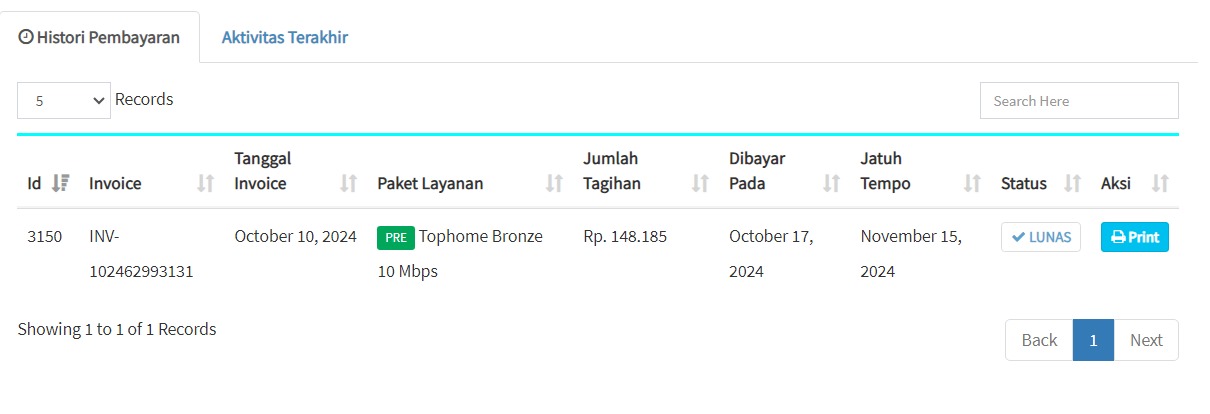 Histori Pembayaran
Aktivitas Terakhir
5 Records
Search Here
Id
Invoice
Tanggal
Invoice
Paket Layanan
Jumlah
Tagihan
Dibayar
Pada
Jatuh
Tempo
Status
Aksi
3150
INV-
102462993131
October 10, 2024
PRE Tophome Bronze
10 Mbps
Rp. 148.185
October 17,
2024
November 15,
2024
LUNAS
Print
Showing 1 to 1 of 1 Records
Back 1 Next